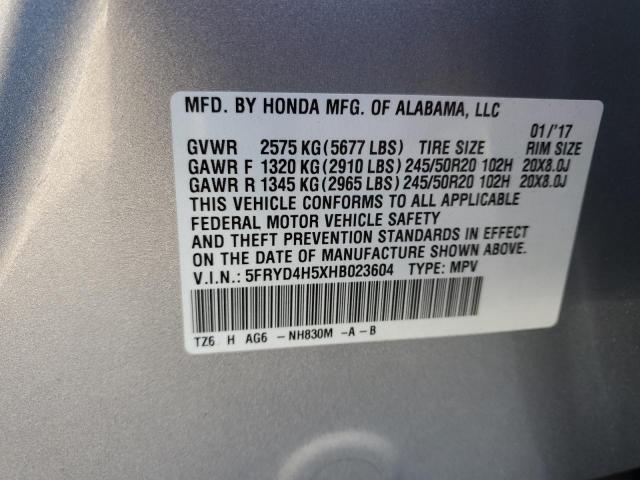 MFD. BY HONDA MFG. OF ALABAMA, LLC
01/'17
GVWR 2575 KG(5677 LBS) TIRE SIZE RIM SIZE
GAWR F 1320 KG(2910 LBS) 245/50R20 102H 20X8.0J
GAWR R 1345 KG(2965 LBS) 245/50R20 102H 20X8.0J
THIS VEHICLE CONFORMS TO ALL APPLICABLE
FEDERAL MOTOR VEHICLE SAFETY
AND THEFT PREVENTION STANDARDS IN EFFECT
ON THE DATE OF MANUFACTURE SHOWN ABOVE.
V.I.N.: 5FRYD4H5XHB023604 TYPE: MPV
TZ6 H AG6 -NH830M -A -B